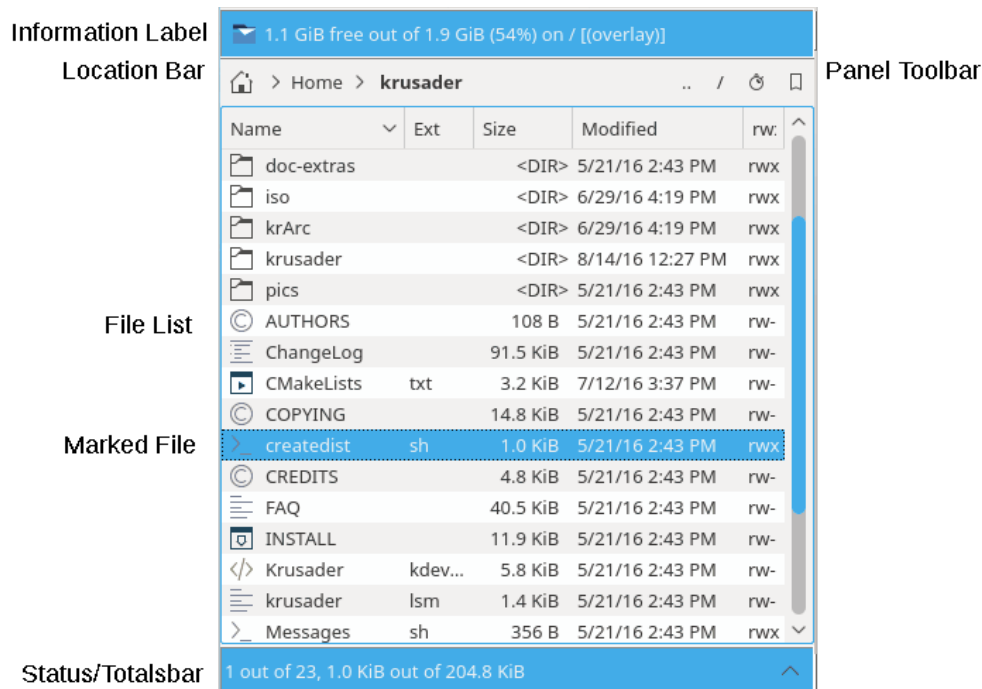 Information Label
1.1 GiB free out of 1.9 GiB (54%) on / [(overlay)]
Location Bar
> Home > krusader .. /
Panel Toolbar
Name Ext Size Modified rw:
doc-extras <DIR> 5/21/16 2:43 PM rwx
iso <DIR> 6/29/16 4:19 PM rwx
krArc <DIR> 6/29/16 4:19 PM rwx
krusader <DIR> 8/14/16 12:27 PM rwx
pics <DIR> 5/21/16 2:43 PM rwx
File List
AUTHORS 108 B 5/21/16 2:43 PM rw-
ChangeLog 91.5 KiB 5/21/16 2:43 PM rw-
CMakeLists txt 3.2 KiB 7/12/16 3:37 PM rw-
COPYING 14.8 KiB 5/21/16 2:43 PM rw-
Marked File
createdist sh 1.0 KiB 5/21/16 2:43 PM rwx
CREDITS 4.8 KiB 5/21/16 2:43 PM rw-
FAQ 40.5 KiB 5/21/16 2:43 PM rw-
INSTALL 11.9 KiB 5/21/16 2:43 PM rw-
Krusader kdev... 5.8 KiB 5/21/16 2:43 PM rw-
krusader lsm 1.4 KiB 5/21/16 2:43 PM rw-
Messages sh 356 B 5/21/16 2:43 PM rwx
Status/Totalsbar
1 out of 23, 1.0 KiB out of 204.8 KiB